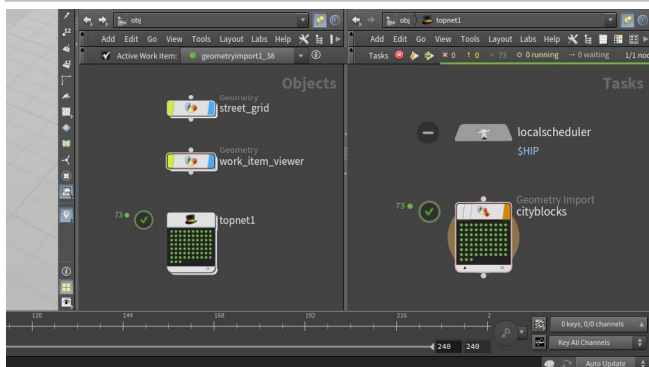 obj
Add Edit Go View Tools Layout Labs Help
Active Work Item: geometryimport1_38
Objects
Geometry
street_grid
Geometry
work_item_viewer
73
topnet1
obj topnet1
Add Edit Go View Tools Layout Labs Help
Tasks 0 0 73 0 running 0 waiting 1/1 nod
Tasks
localscheduler
$HIP
73
Geometry Import
cityblocks
120 144 168 192 216 2
240 240
0 keys, 0/0 channels
Key All Channels
Auto Update